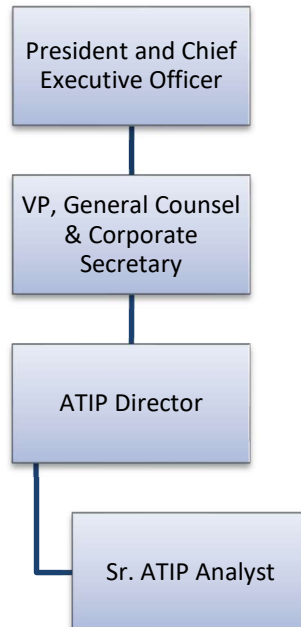 President and Chief
Executive Officer
VP, General Counsel
& Corporate
Secretary
ATIP Director
Sr. ATIP Analyst